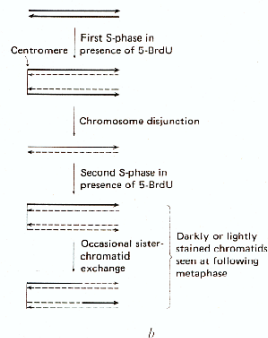 First S-phase in
presence of 5-BrdU
Centromere
Chromosome disjunction
Second S-phase in
presence of 5-BrdU
Occasional sister-
chromatid
exchange
Darkly or lightly
stained chromatids
seen at following
metaphase
b